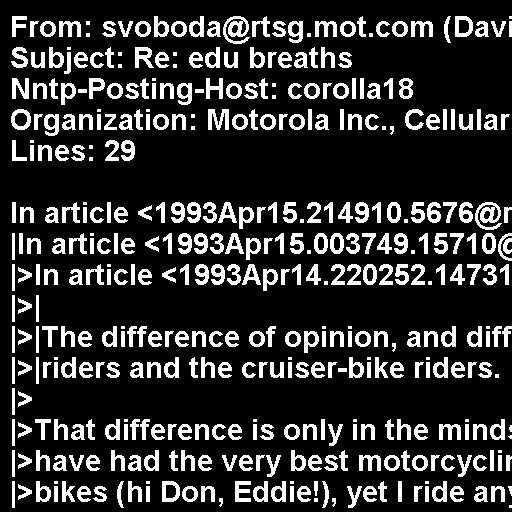 From: svoboda@rtsg.mot.com (Davi
Subject: Re: edu breaths
Nntp-Posting-Host: corolla18
Organization: Motorola Inc., Cellular
Lines: 29

In article <1993Apr15.214910.5676@
|In article <1993Apr15.003749.15710@
|>In article <1993Apr14.220252.14731
|>|
|>|The difference of opinion, and diff
|>|riders and the cruiser-bike riders.
|>
|>That difference is only in the minds
|>have had the very best motorcyclin
|>bikes (hi Don, Eddie!), yet I ride any